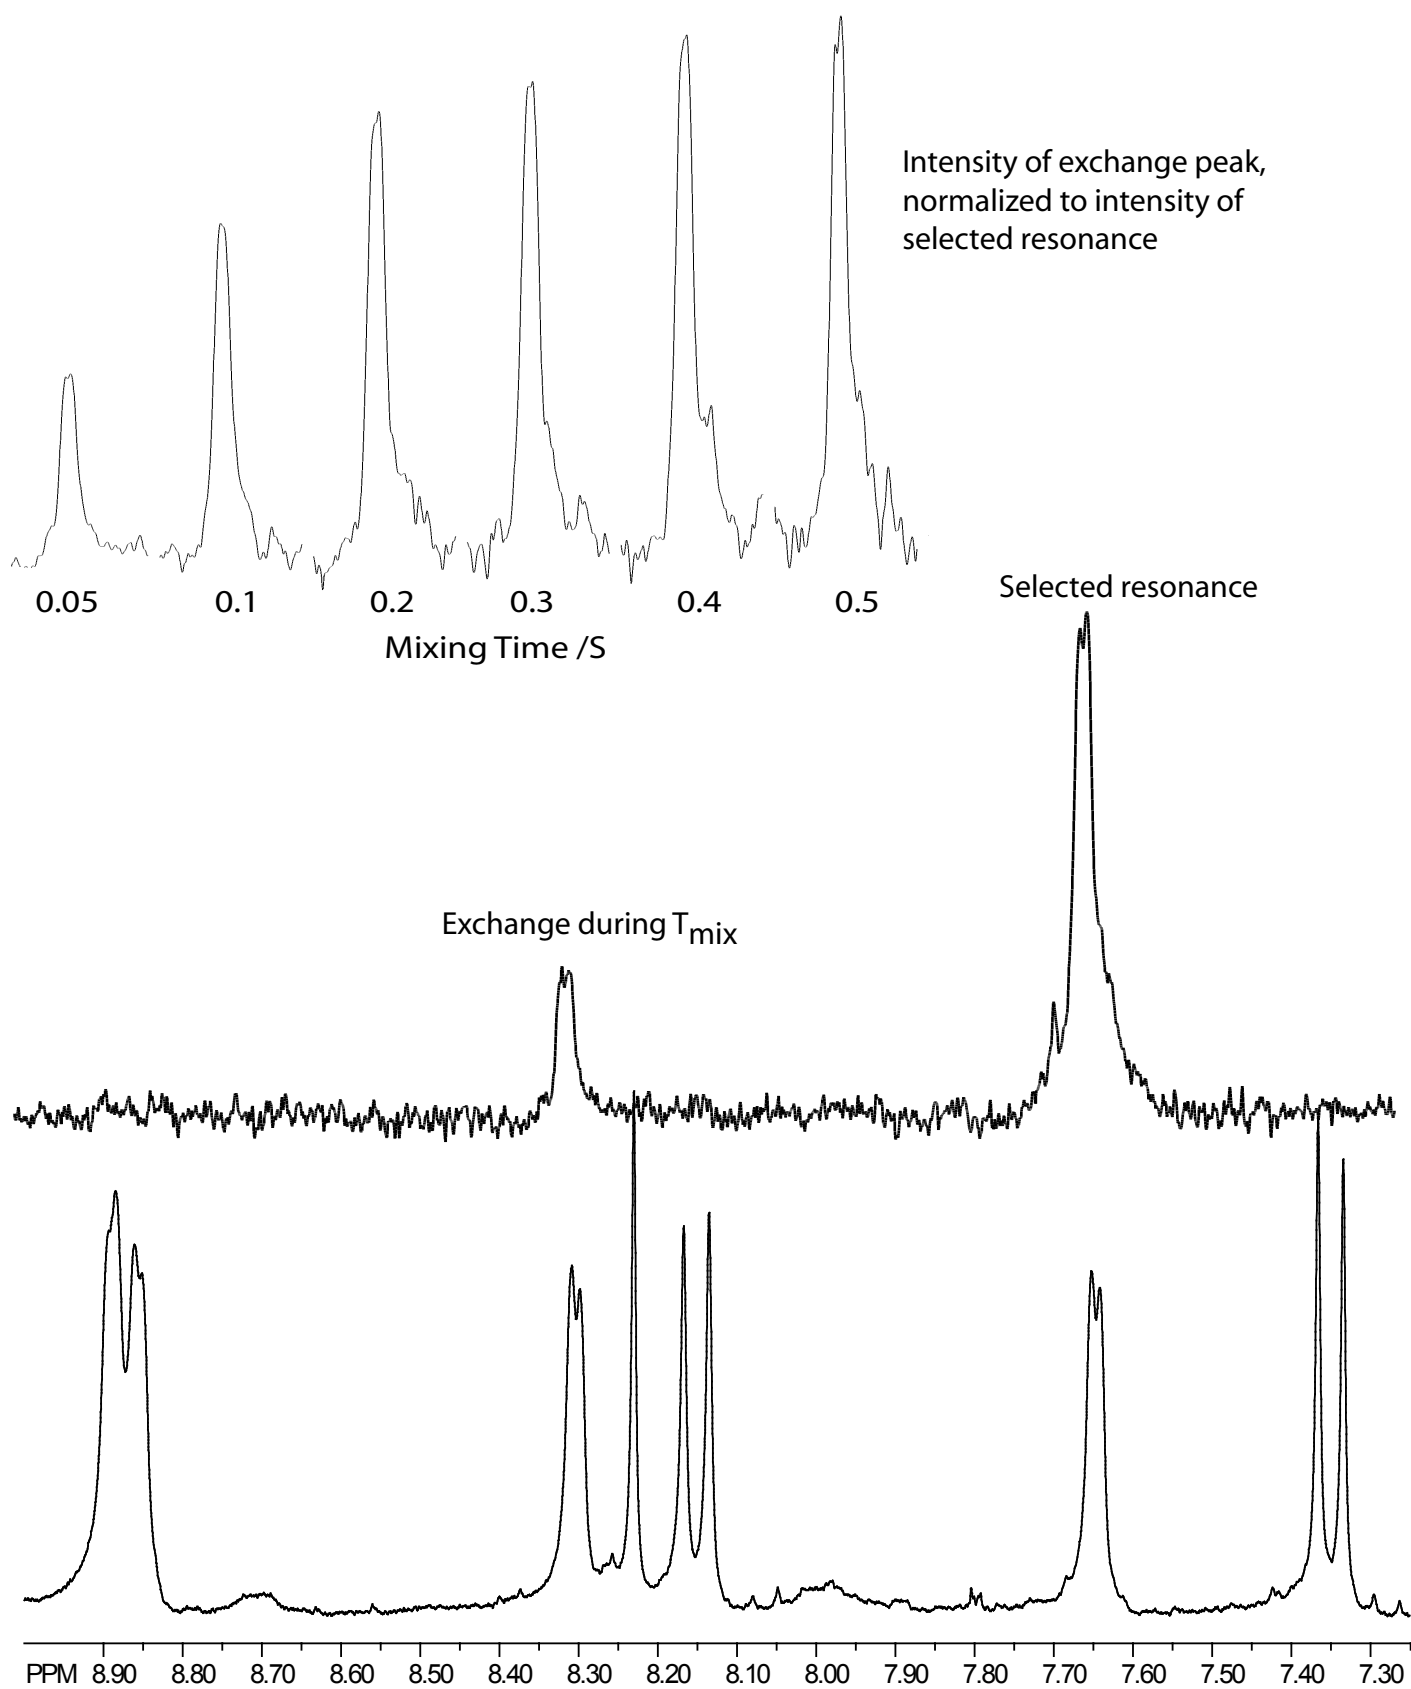 Intensity of exchange peak,
normalized to intensity of
selected resonance
0.05 0.1 0.2 0.3 0.4 0.5
Mixing Time /S
Selected resonance
Exchange during Tmix
PPM 8.90 8.80 8.70 8.60 8.50 8.40 8.30 8.20 8.10 8.00 7.90 7.80 7.70 7.60 7.50 7.40 7.30